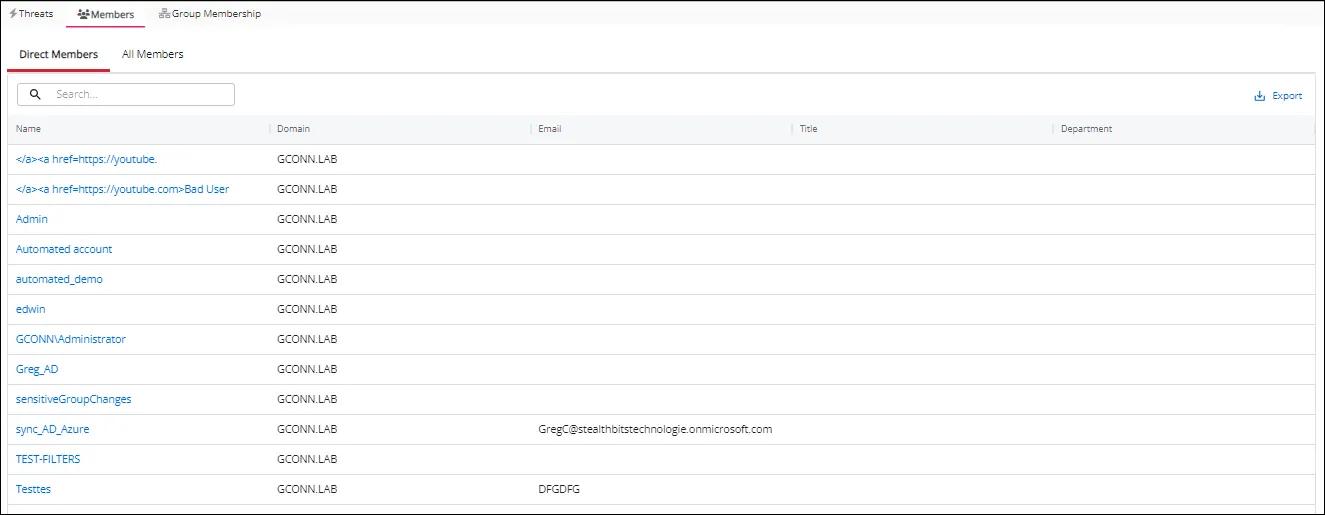 Threats Members Group Membership
Direct Members All Members
Search...
Export
Name Domain Email Title Department
</a><a href=https://youtube. GCONN.LAB
</a><a href=https://youtube.com>Bad User GCONN.LAB
Admin GCONN.LAB
Automated account GCONN.LAB
automated_demo GCONN.LAB
edwin GCONN.LAB
GCONN\Administrator GCONN.LAB
Greg_AD GCONN.LAB
sensitiveGroupChanges GCONN.LAB
sync_AD_Azure GCONN.LAB GregC@stealthbitstechnologie.onmicrosoft.com
TEST-FILTERS GCONN.LAB
Testtes GCONN.LAB DFGDFG